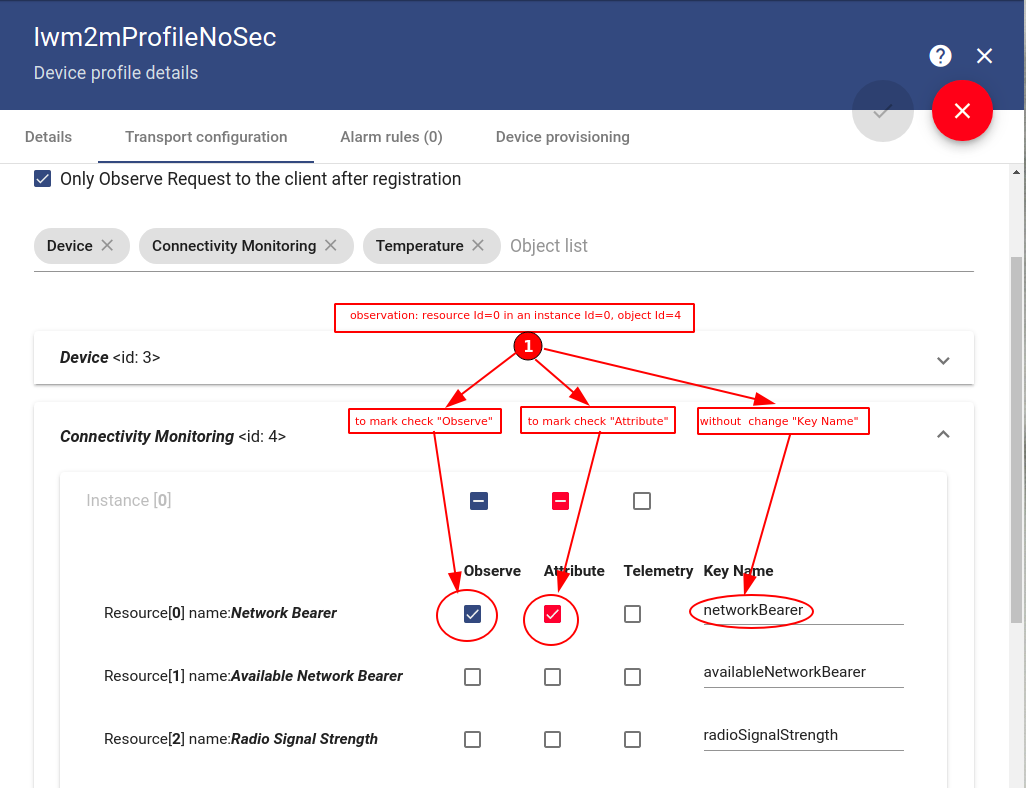 lwm2mProfileNoSec
Device profile details
?
Details Transport configuration Alarm rules (0) Device provisioning
Only Observe Request to the client after registration
Device Connectivity Monitoring Temperature Object list
observation: resource Id=0 in an instance Id=0, object Id=4
1
Device <id: 3>
to mark check "Observe" to mark check "Attribute" without change "Key Name"
Connectivity Monitoring <id: 4>
Instance [0]
Observe Attribute Telemetry Key Name
Resource[0] name:Network Bearer networkBearer
Resource[1] name:Available Network Bearer availableNetworkBearer
Resource[2] name:Radio Signal Strength radioSignalStrength